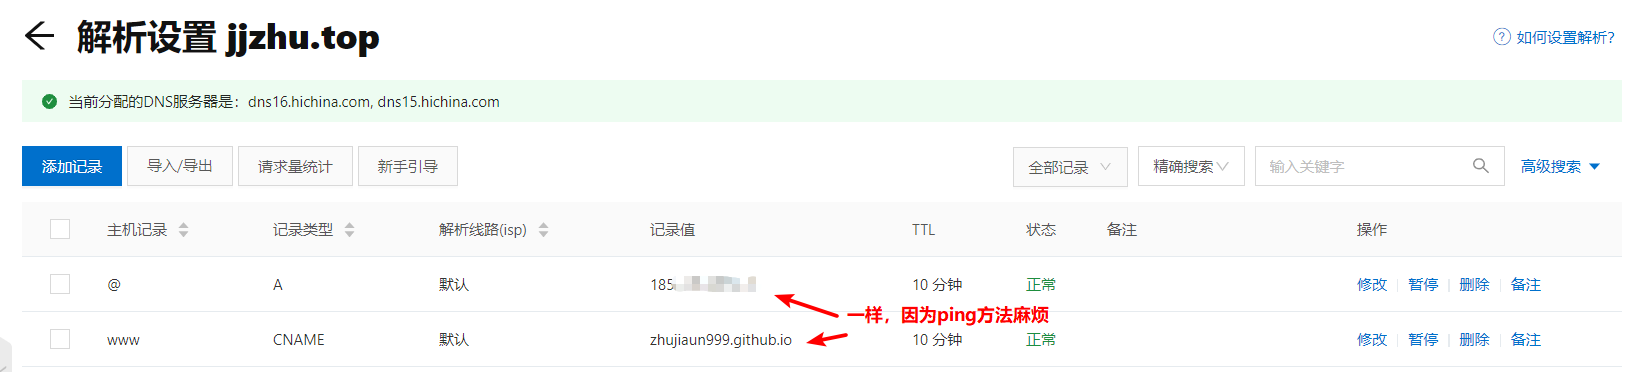 解析设置 jjzhu.top
如何设置解析?
当前分配的DNS服务器是：dns16.hichina.com, dns15.hichina.com
添加记录 导入/导出 请求量统计 新手引导 全部记录 精确搜索 输入关键字 高级搜索
主机记录 记录类型 解析线路(isp) 记录值 TTL 状态 备注 操作
@ A 默认 185 10 分钟 正常 修改 暂停 删除 备注
一样，因为ping方法麻烦
www CNAME 默认 zhujiaun999.github.io 10 分钟 正常 修改 暂停 删除 备注